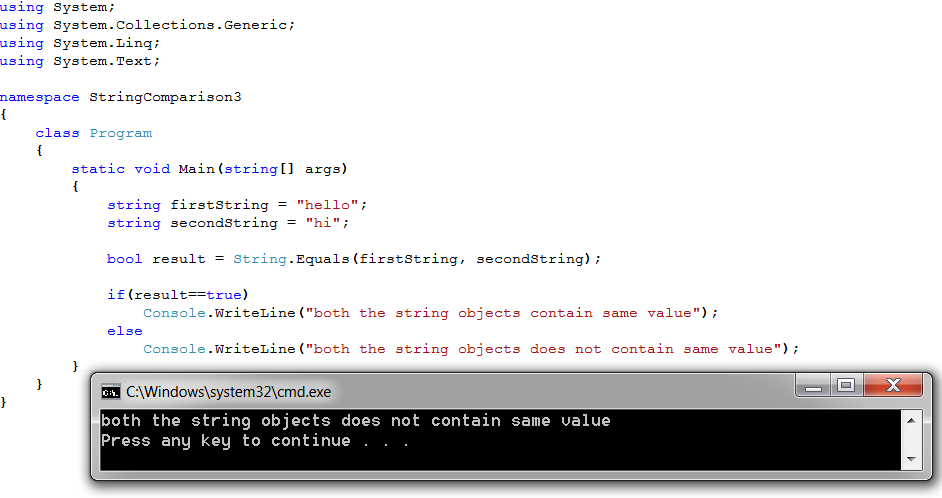 using System;
using System.Collections.Generic;
using System.Linq;
using System.Text;
namespace StringComparison3
{
class Program
{
static void Main(string[] args)
{
string firstString = "hello";
string secondString = "hi";
bool result = String.Equals(firstString, secondString);
if(result==true)
Console.WriteLine("both the string objects contain same value");
else
Console.WriteLine("both the string objects does not contain same value");
}
}
}
C:\Windows\system32\cmd.exe
both the string objects does not contain same value
Press any key to continue . . .